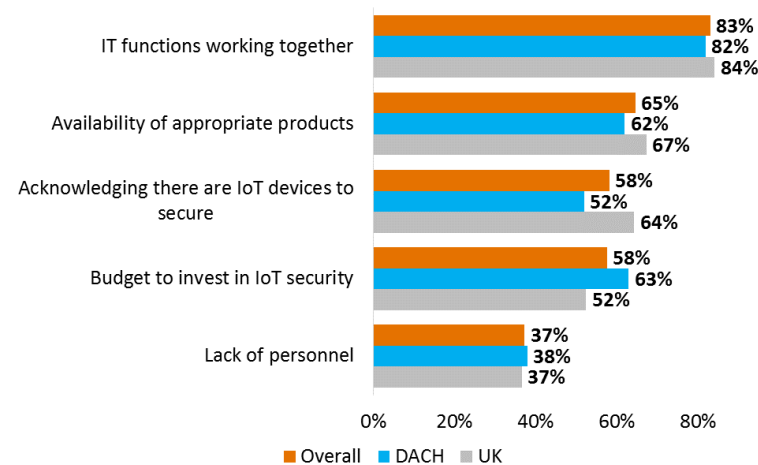 IT functions working together
83%
82%
84%
Availability of appropriate products
65%
62%
67%
Acknowledging there are IoT devices to
secure
58%
52%
64%
Budget to invest in IoT security
58%
63%
52%
Lack of personnel
37%
38%
37%
0% 20% 40% 60% 80%
Overall DACH UK